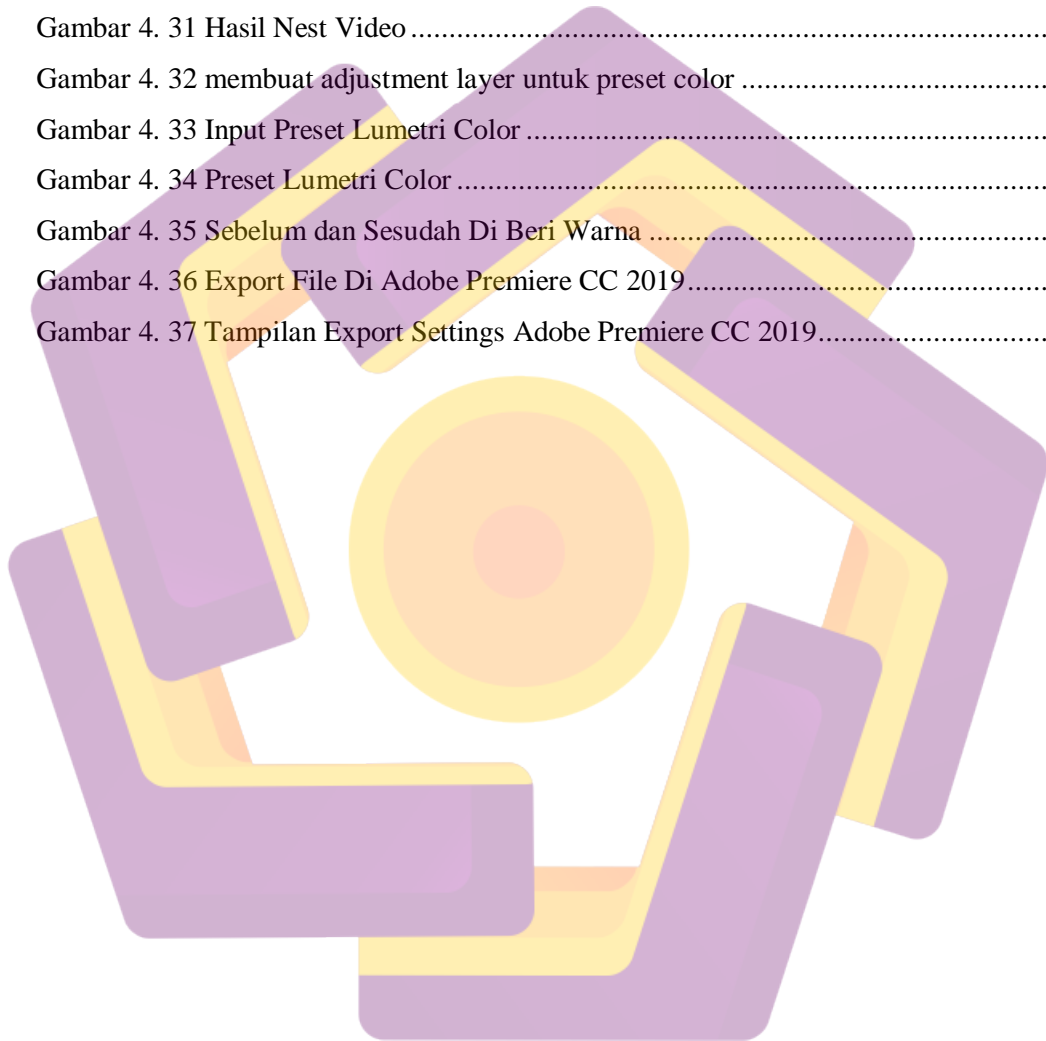 Gambar 4. 31 Hasil Nest Video ..........................................................................................
Gambar 4. 32 membuat adjustment layer untuk preset color ..........................................
Gambar 4. 33 Input Preset Lumetri Color ........................................................................
Gambar 4. 34 Preset Lumetri Color ..................................................................................
Gambar 4. 35 Sebelum dan Sesudah Di Beri Warna .......................................................
Gambar 4. 36 Export File Di Adobe Premiere CC 2019..................................................
Gambar 4. 37 Tampilan Export Settings Adobe Premiere CC 2019................................